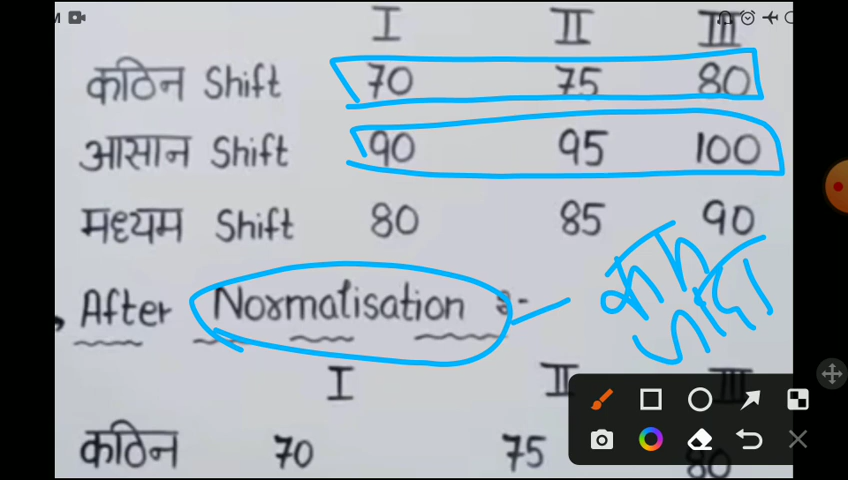 I II III
कठिन Shift 70 75 80
आसान Shift 90 95 100
मध्यम Shift 80 85 90
After Normalisation :-
I II III
कठिन 70 75 80